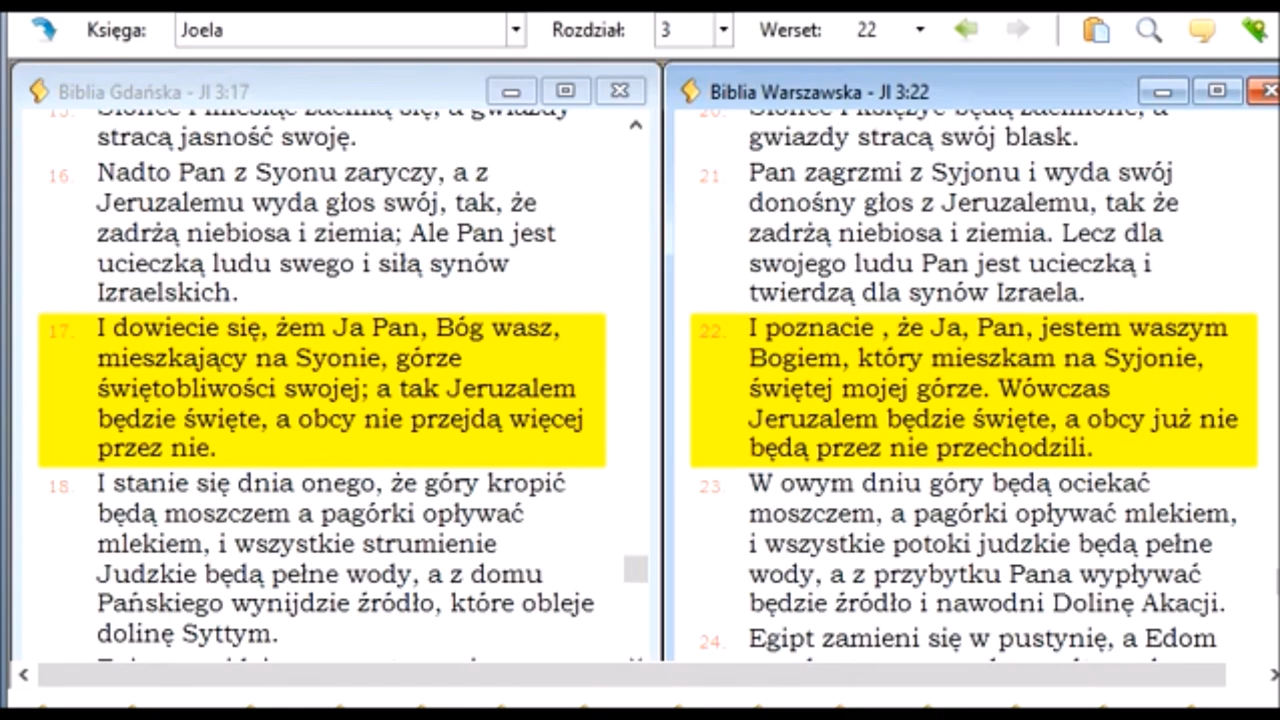 Księga: Joela Rozdział: 3 Werset: 22
Biblia Gdańska - Jl 3:17
stracą jasność swoję.
16. Nadto Pan z Syonu zaryczy, a z
Jeruzalemu wyda głos swój, tak, że
zadrżą niebiosa i ziemia; Ale Pan jest
ucieczką ludu swego i siłą synów
Izraelskich.
17. I dowiecie się, żem Ja Pan, Bóg wasz,
mieszkający na Syonie, górze
świętobliwości swojej; a tak Jeruzalem
będzie święte, a obcy nie przejdą więcej
przez nie.
18. I stanie się dnia onego, że góry kropić
będą moszczem a pagórki opływać
mlekiem, i wszystkie strumienie
Judzkie będą pełne wody, a z domu
Pańskiego wynijdzie źródło, które obleje
dolinę Syttym.
Biblia Warszawska - Jl 3:22
20. Słońce i księżyc będą zaćmione, a
gwiazdy stracą swój blask.
21 Pan zagrzmi z Syjonu i wyda swój
donośny głos z Jeruzalemu, tak że
zadrżą niebiosa i ziemia. Lecz dla
swojego ludu Pan jest ucieczką i
twierdzą dla synów Izraela.
22. I poznacie , że Ja, Pan, jestem waszym
Bogiem, który mieszkam na Syjonie,
świętej mojej górze. Wówczas
Jeruzalem będzie święte, a obcy już nie
będą przez nie przechodzili.
23. W owym dniu góry będą ociekać
moszczem, a pagórki opływać mlekiem,
i wszystkie potoki judzkie będą pełne
wody, a z przybytku Pana wypływać
będzie źródło i nawodni Dolinę Akacji.
24. Egipt zamieni się w pustynię, a Edom